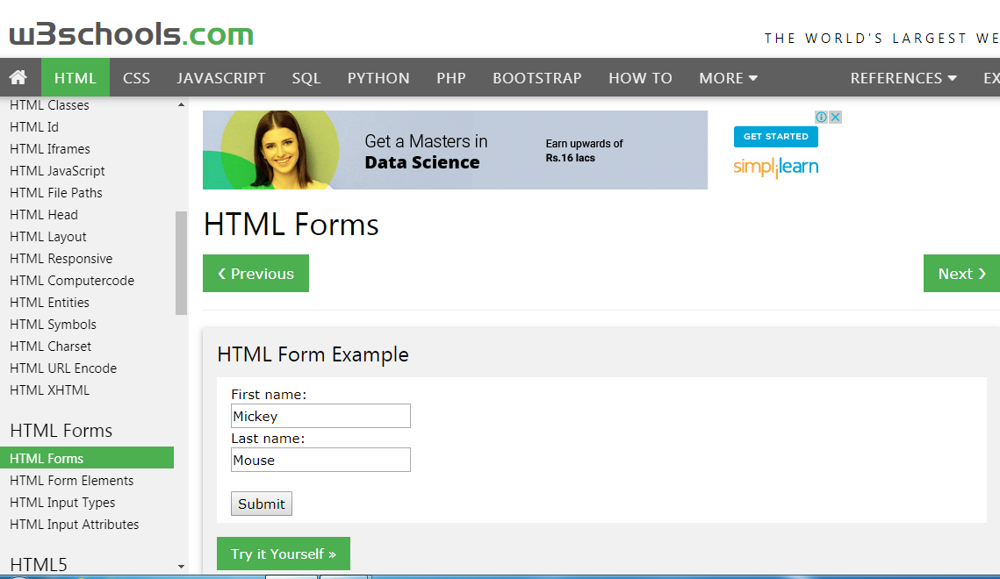 w3schools.com
THE WORLD'S LARGEST WE
HTML CSS JAVASCRIPT SQL PYTHON PHP BOOTSTRAP HOW TO MORE REFERENCES EX
HTML Classes
HTML Id
HTML Iframes
HTML JavaScript
HTML File Paths
HTML Head
HTML Layout
HTML Responsive
HTML Computercode
HTML Entities
HTML Symbols
HTML Charset
HTML URL Encode
HTML XHTML
HTML Forms
HTML Forms
HTML Form Elements
HTML Input Types
HTML Input Attributes
HTML5
Get a Masters in
Data Science
Earn upwards of
Rs.16 lacs
GET STARTED
simplilearn
HTML Forms
❮ Previous
Next ❯
HTML Form Example
First name:
Mickey
Last name:
Mouse
Submit
Try it Yourself »